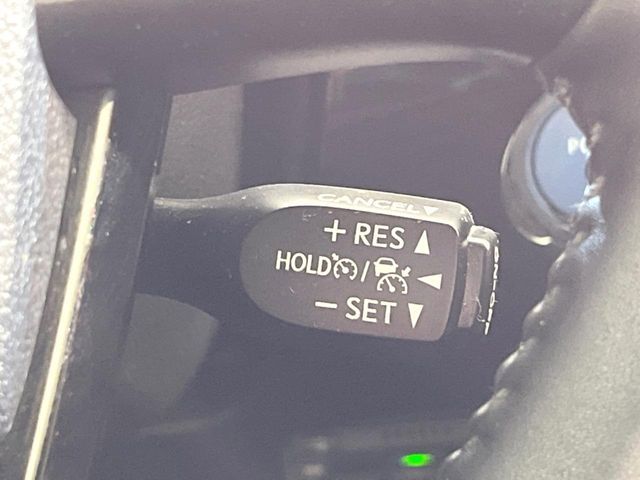 CANCEL▼
+ RES ▲
HOLD / ◀
− SET ▼